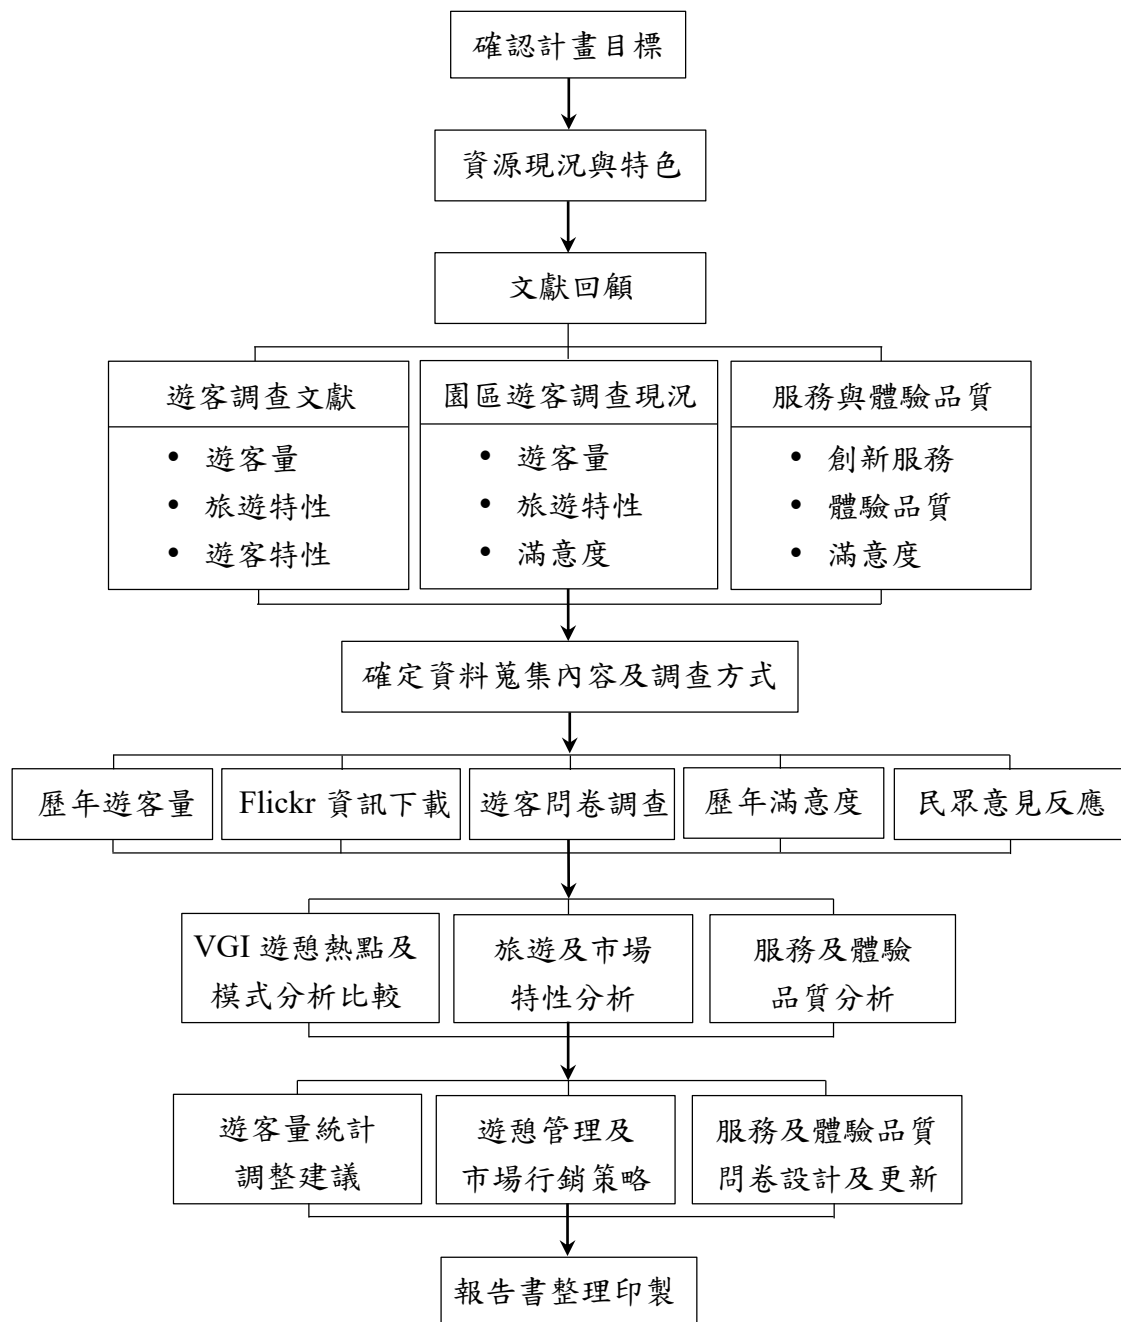 確認計畫目標
資源現況與特色
文獻回顧
遊客調查文獻
• 遊客量
• 旅遊特性
• 遊客特性
園區遊客調查現況
• 遊客量
• 旅遊特性
• 滿意度
服務與體驗品質
• 創新服務
• 體驗品質
• 滿意度
確定資料蒐集內容及調查方式
歷年遊客量
Flickr 資訊下載
遊客問卷調查
歷年滿意度
民眾意見反應
VGI 遊憩熱點及
模式分析比較
旅遊及市場
特性分析
服務及體驗
品質分析
遊客量統計
調整建議
遊憩管理及
市場行銷策略
服務及體驗品質
問卷設計及更新
報告書整理印製